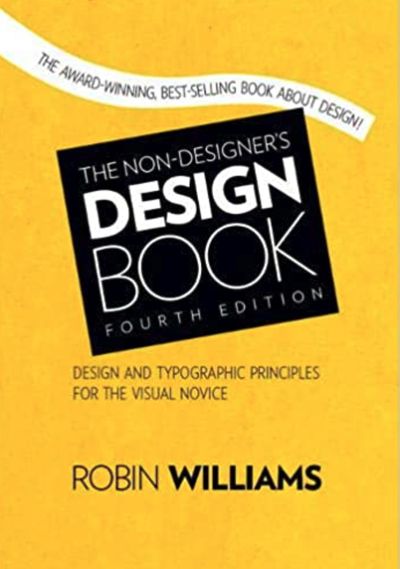 THE AWARD-WINNING, BEST-SELLING BOOK ABOUT DESIGN!
THE NON-DESIGNER'S
DESIGN
BOOK
FOURTH EDITION
DESIGN AND TYPOGRAPHIC PRINCIPLES
FOR THE VISUAL NOVICE
ROBIN WILLIAMS